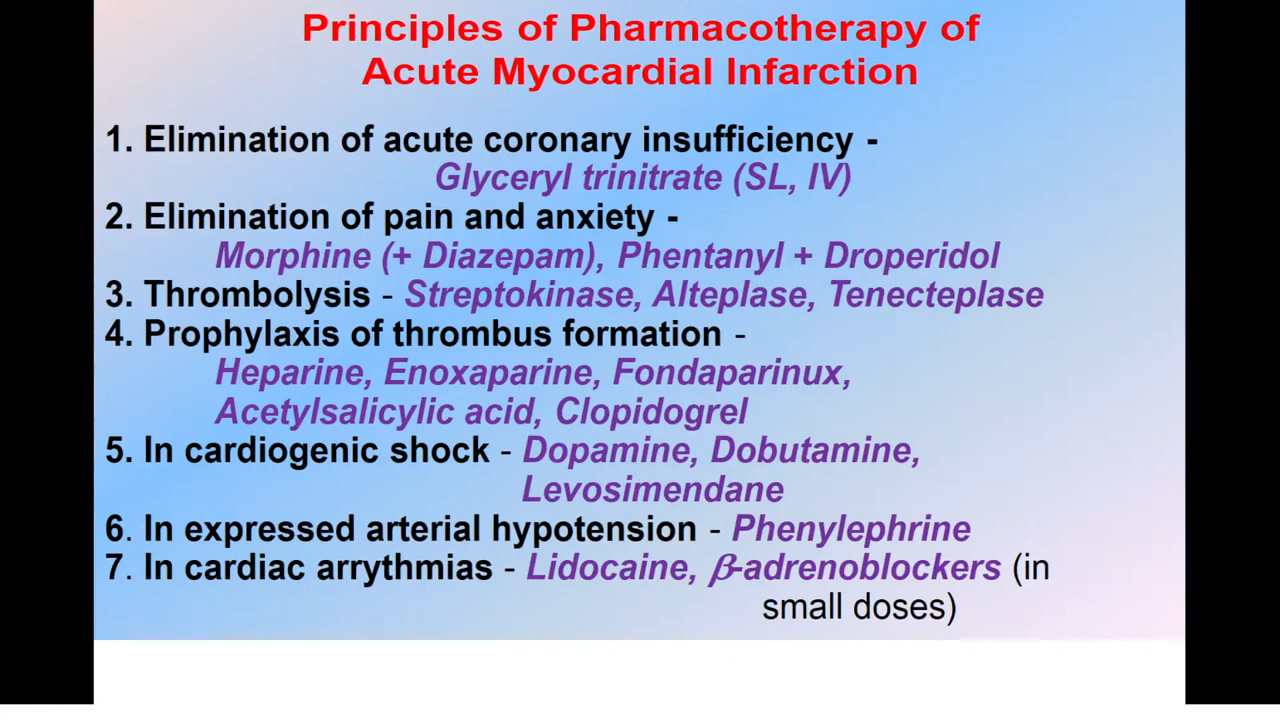 Principles of Pharmacotherapy of
Acute Myocardial Infarction
1. Elimination of acute coronary insufficiency -
Glyceryl trinitrate (SL, IV)
2. Elimination of pain and anxiety -
Morphine (+ Diazepam), Phentanyl + Droperidol
3. Thrombolysis - Streptokinase, Alteplase, Tenecteplase
4. Prophylaxis of thrombus formation -
Heparine, Enoxaparine, Fondaparinux,
Acetylsalicylic acid, Clopidogrel
5. In cardiogenic shock - Dopamine, Dobutamine,
Levosimendane
6. In expressed arterial hypotension - Phenylephrine
7. In cardiac arrythmias - Lidocaine, β-adrenoblockers (in
small doses)